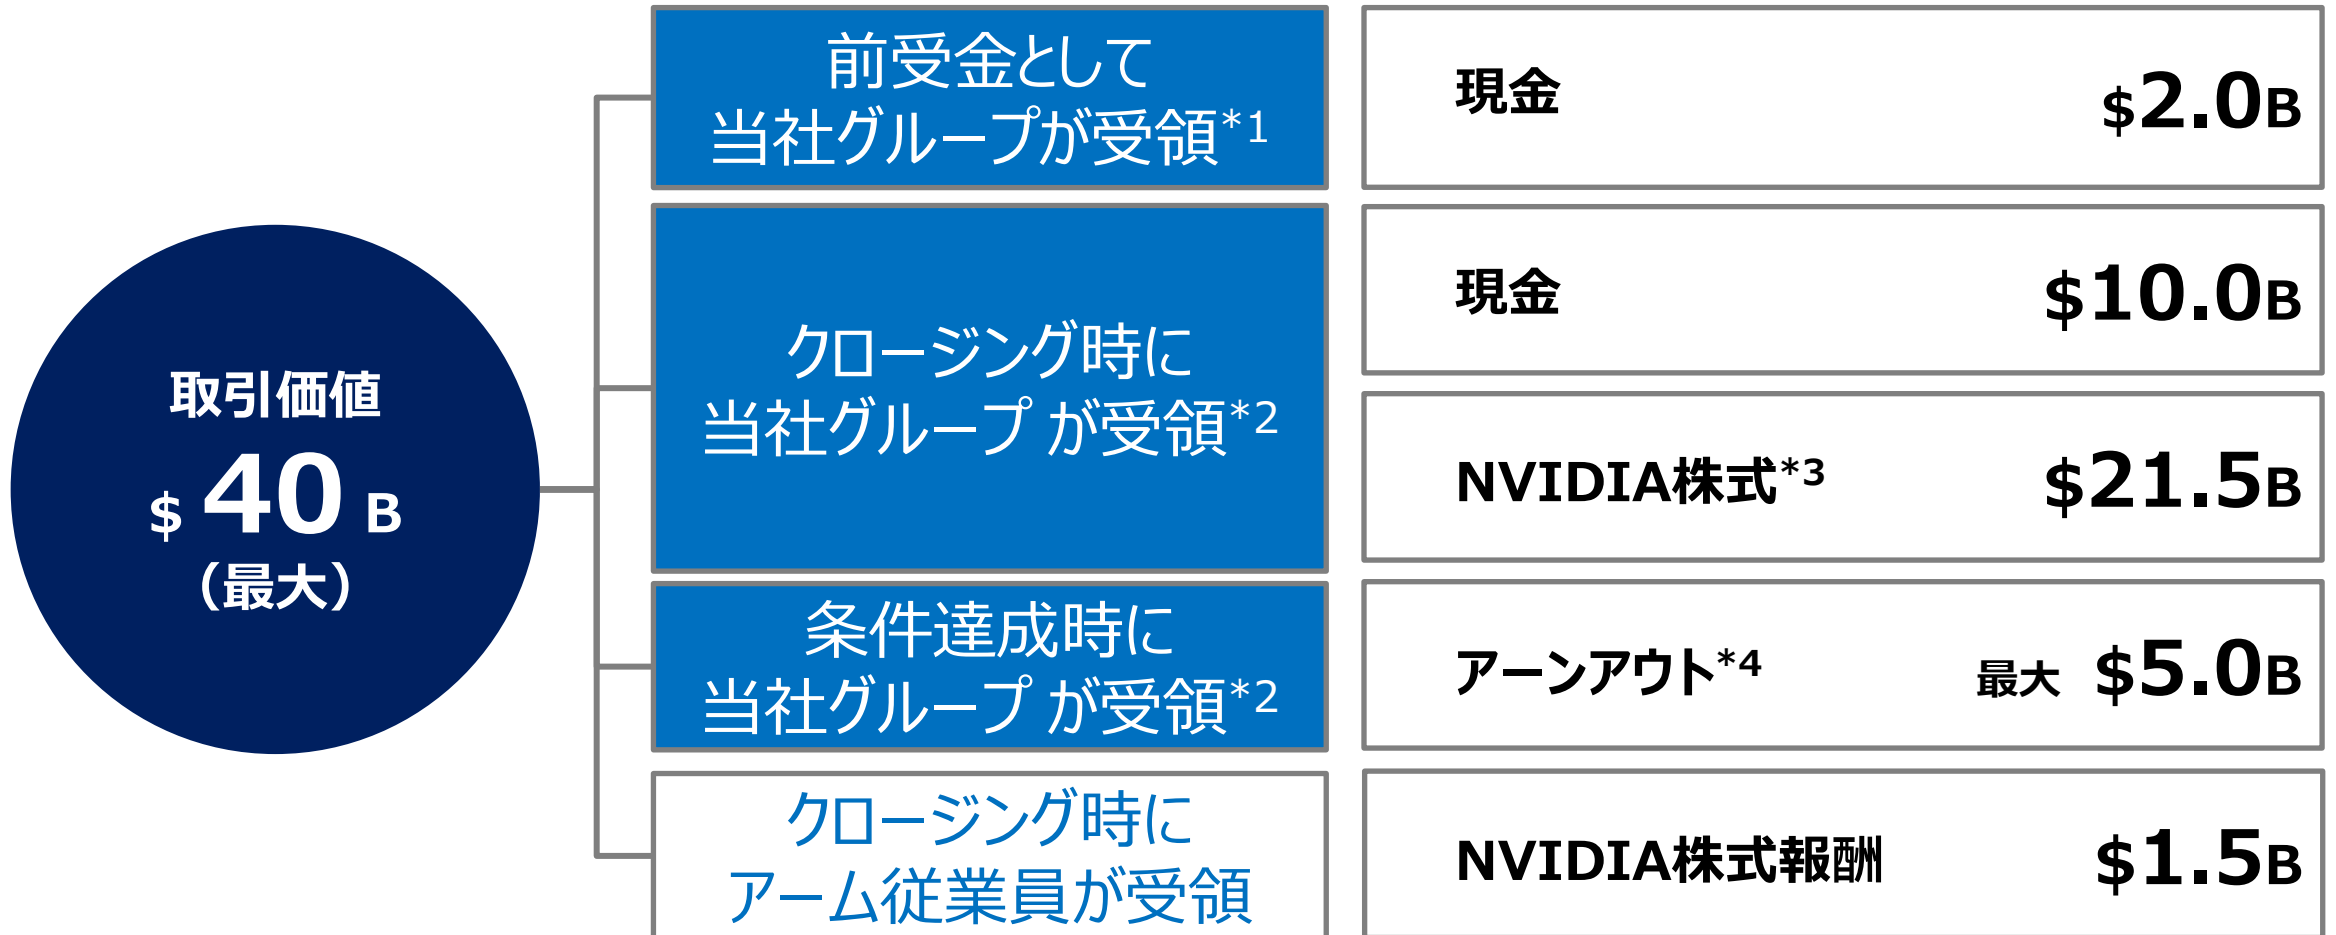 取引価値
$ 40 B
（最大）
前受金として
当社グループが受領*1
現金 $2.0B
クロージング時に
当社グループ が受領*2
現金 $10.0B
NVIDIA株式*3 $21.5B
条件達成時に
当社グループ が受領*2
アーンアウト*4 最大 $5.0B
クロージング時に
アーム従業員が受領
NVIDIA株式報酬 $1.5B